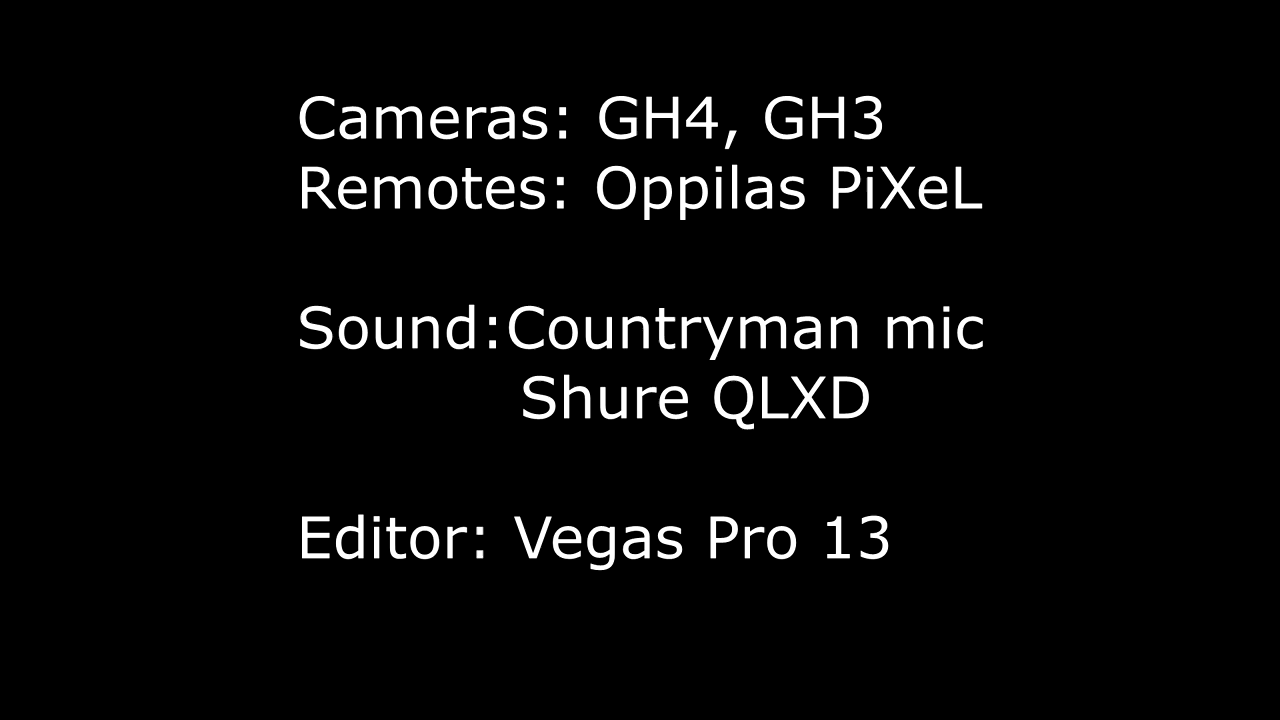 Cameras: GH4, GH3
Remotes: Oppilas PiXeL
Sound:Countryman mic
Shure QLXD
Editor: Vegas Pro 13